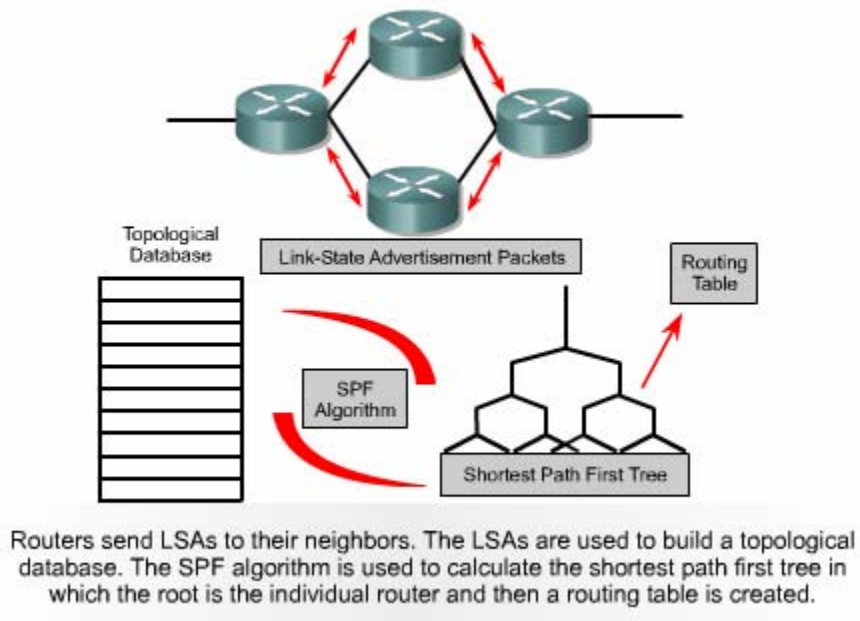 Topological
Database
Link-State Advertisement Packets
Routing
Table
SPF
Algorithm
Shortest Path First Tree
Routers send LSAs to their neighbors. The LSAs are used to build a topological
database. The SPF algorithm is used to calculate the shortest path first tree in
which the root is the individual router and then a routing table is created.